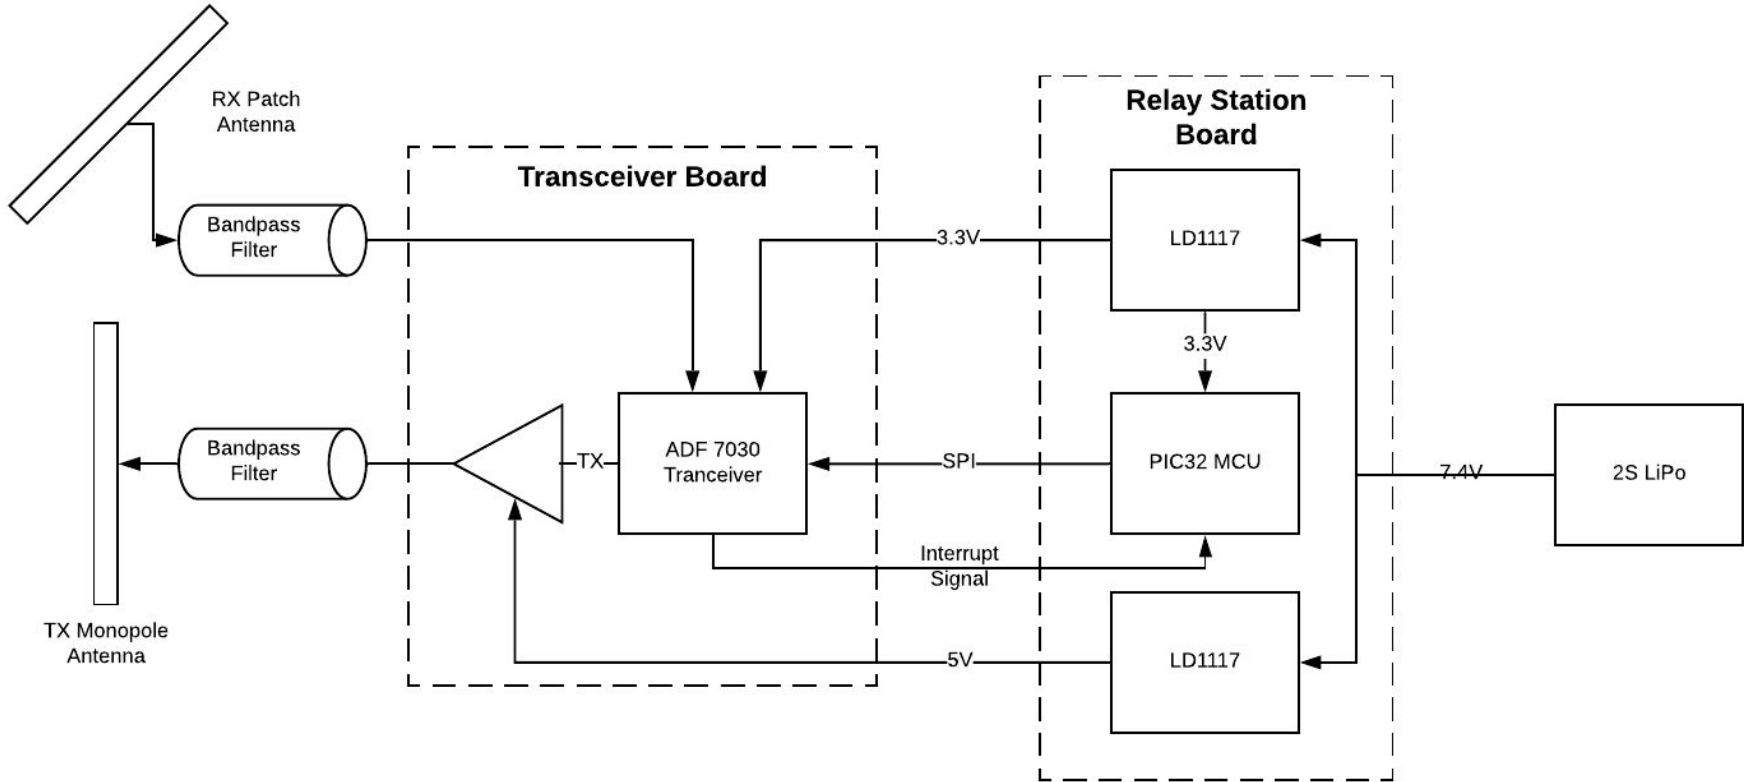 RX Patch
Antenna
Relay Station
Board
Transceiver Board
Bandpass
Filter
3.3V
LD1117
3.3V
Bandpass
Filter
TX
ADF 7030
Tranceiver
SPI
PIC32 MCU
7.4V
2S LiPo
Interrupt
Signal
TX Monopole
Antenna
5V
LD1117